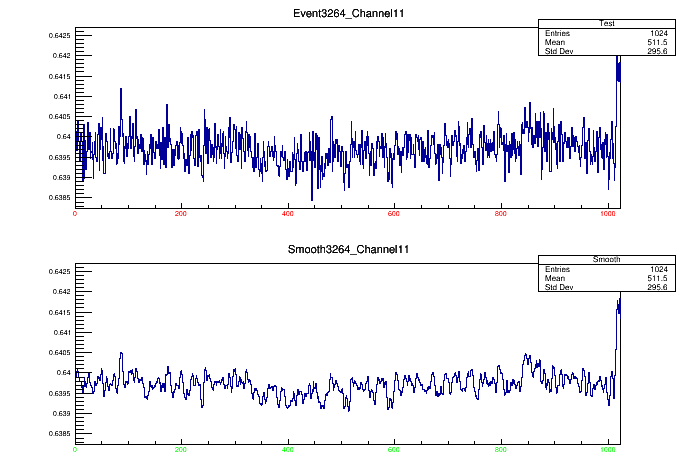 Event3264_Channel11
Test
Entries 1024
Mean 511.5
Std Dev 295.6
0.6425
0.642
0.6415
0.641
0.6405
0.64
0.6395
0.639
0.6385
0 200 400 600 800 1000
Smooth3264_Channel11
Smooth
Entries 1024
Mean 511.5
Std Dev 295.6
0.6425
0.642
0.6415
0.641
0.6405
0.64
0.6395
0.639
0.6385
0 200 400 600 800 1000